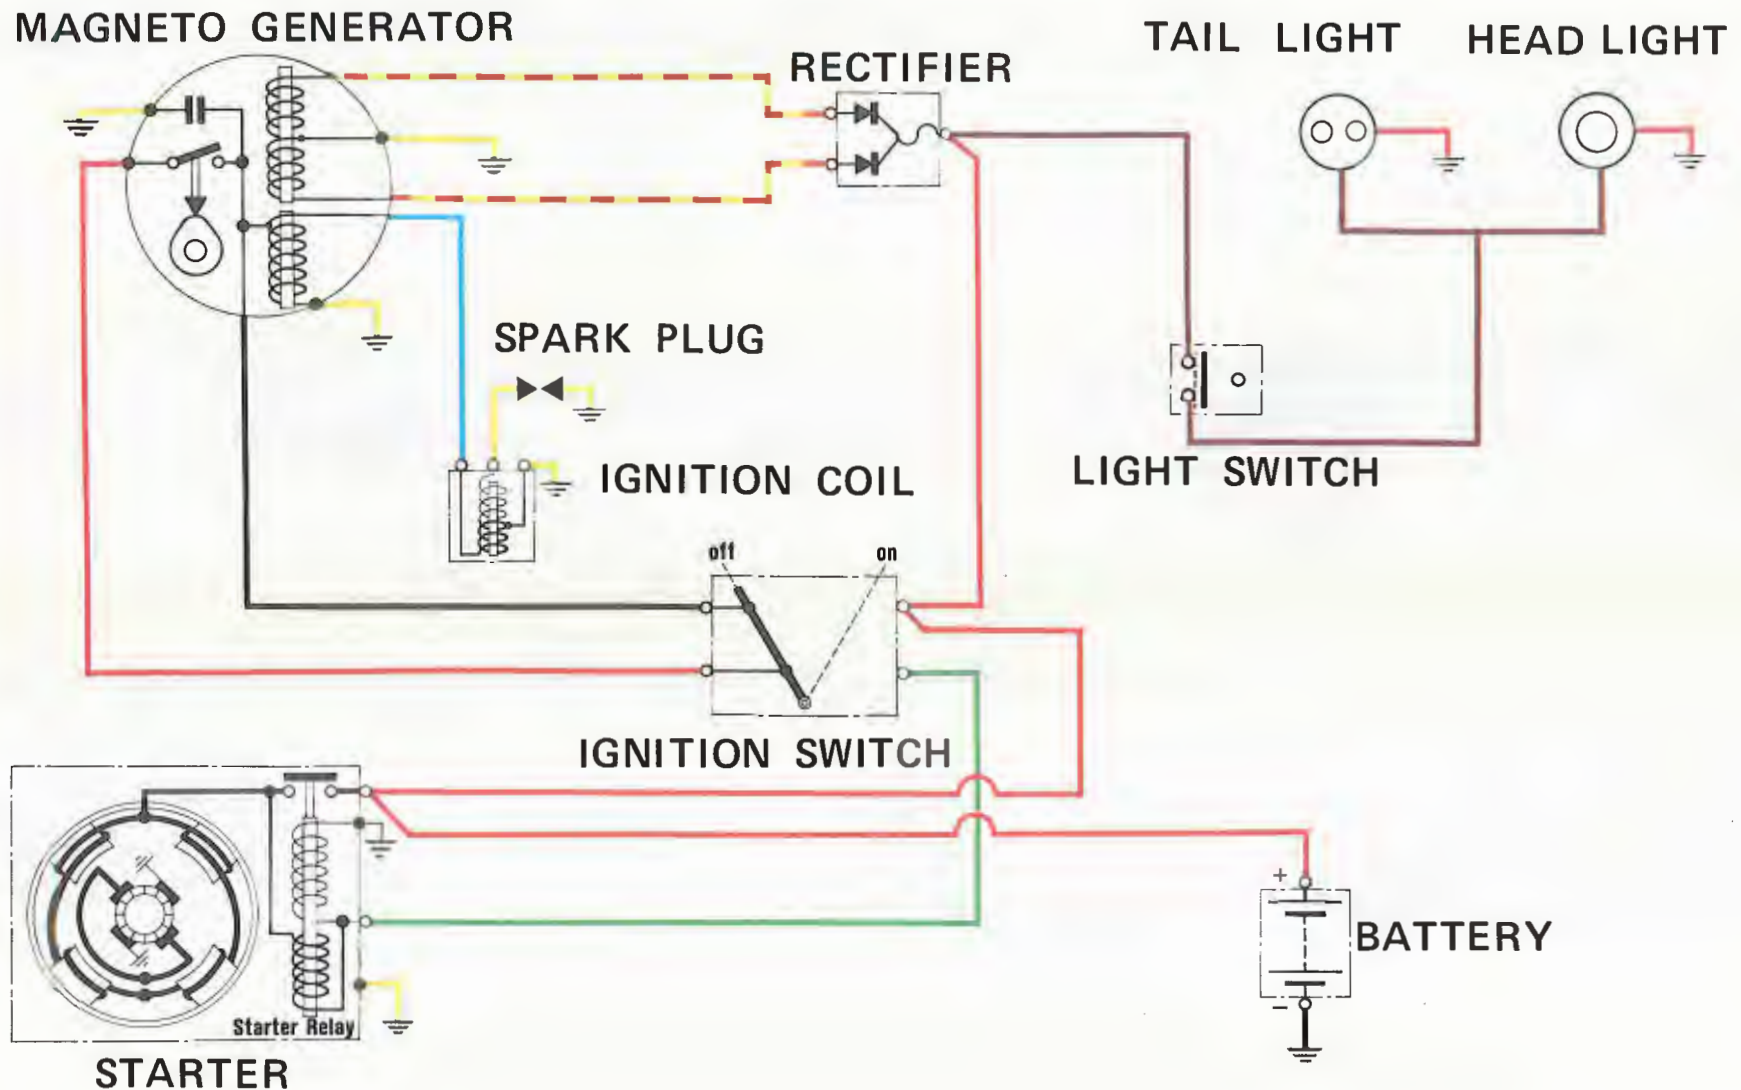 MAGNETO GENERATOR
RECTIFIER
TAIL LIGHT
HEAD LIGHT
SPARK PLUG
IGNITION COIL
LIGHT SWITCH
off
on
IGNITION SWITCH
+
BATTERY
−
Starter Relay
STARTER